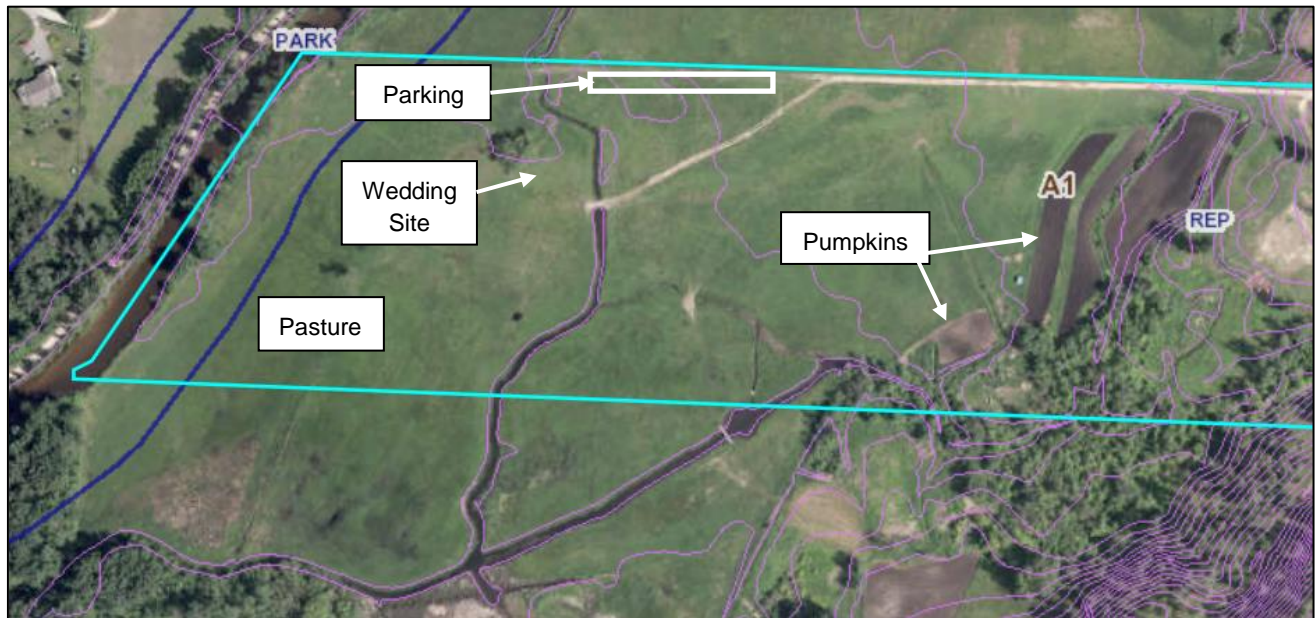 PARK
Parking
Wedding
Site
A1
Pumpkins
REP
Pasture